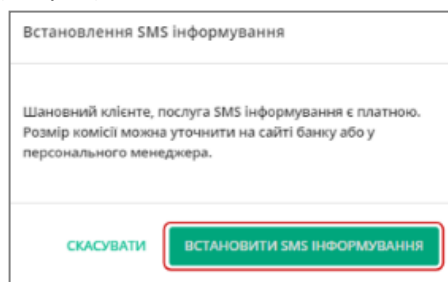 Встановлення SMS інформування
Шановний клієнте, послуга SMS інформування є платною.
Розмір комісії можна уточнити на сайті банку або у
персонального менеджера.
СКАСУВАТИ ВСТАНОВИТИ SMS ІНФОРМУВАННЯ